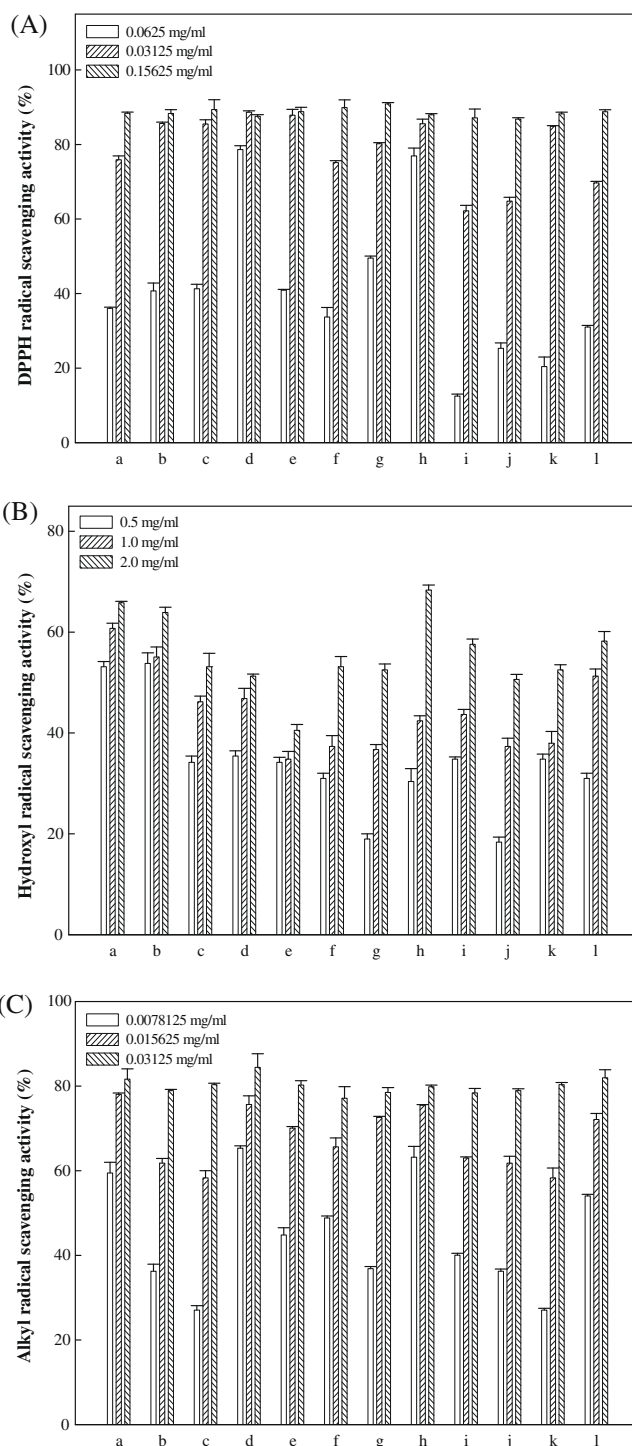 (A)
0.0625 mg/ml
0.03125 mg/ml
0.15625 mg/ml
DPPH radical scavenging activity (%)
100
80
60
40
20
0
a b c d e f g h i j k l
(B)
0.5 mg/ml
1.0 mg/ml
2.0 mg/ml
Hydroxyl radical scavenging activity (%)
80
60
40
20
0
a b c d e f g h i j k l
(C)
0.0078125 mg/ml
0.015625 mg/ml
0.03125 mg/ml
Alkyl radical scavenging activity (%)
100
80
60
40
20
0
a b c d e f g h i j k l